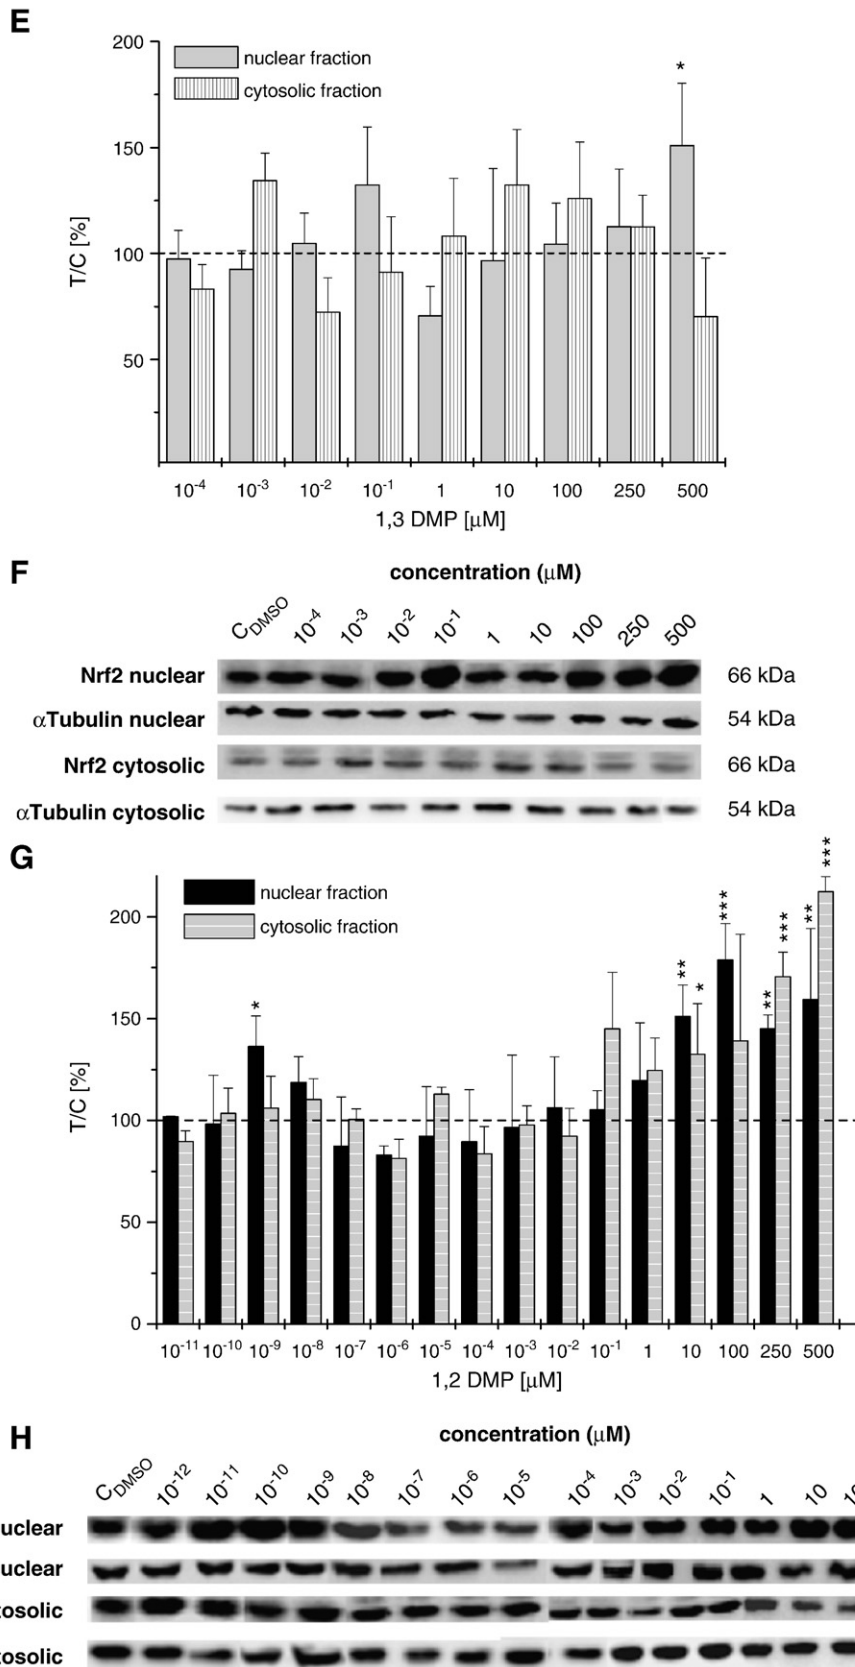 E
200
nuclear fraction
cytosolic fraction
*
150
100
50
T/C [%]
10-4 10-3 10-2 10-1 1 10 100 250 500
1,3 DMP [μM]
F
concentration (μM)
CDMSO 10-4 10-3 10-2 10-1 1 10 100 250 500
Nrf2 nuclear 66 kDa
αTubulin nuclear 54 kDa
Nrf2 cytosolic 66 kDa
αTubulin cytosolic 54 kDa
G
nuclear fraction
cytosolic fraction
* ** * *** ** *** ** ***
200
150
100
50
0
T/C [%]
10-11 10-10 10-9 10-8 10-7 10-6 10-5 10-4 10-3 10-2 10-1 1 10 100 250 500
1,2 DMP [μM]
H
concentration (μM)
CDMSO 10-12 10-11 10-10 10-9 10-8 10-7 10-6 10-5 10-4 10-3 10-2 10-1 1 10
uclear
uclear
tosolic
tosolic